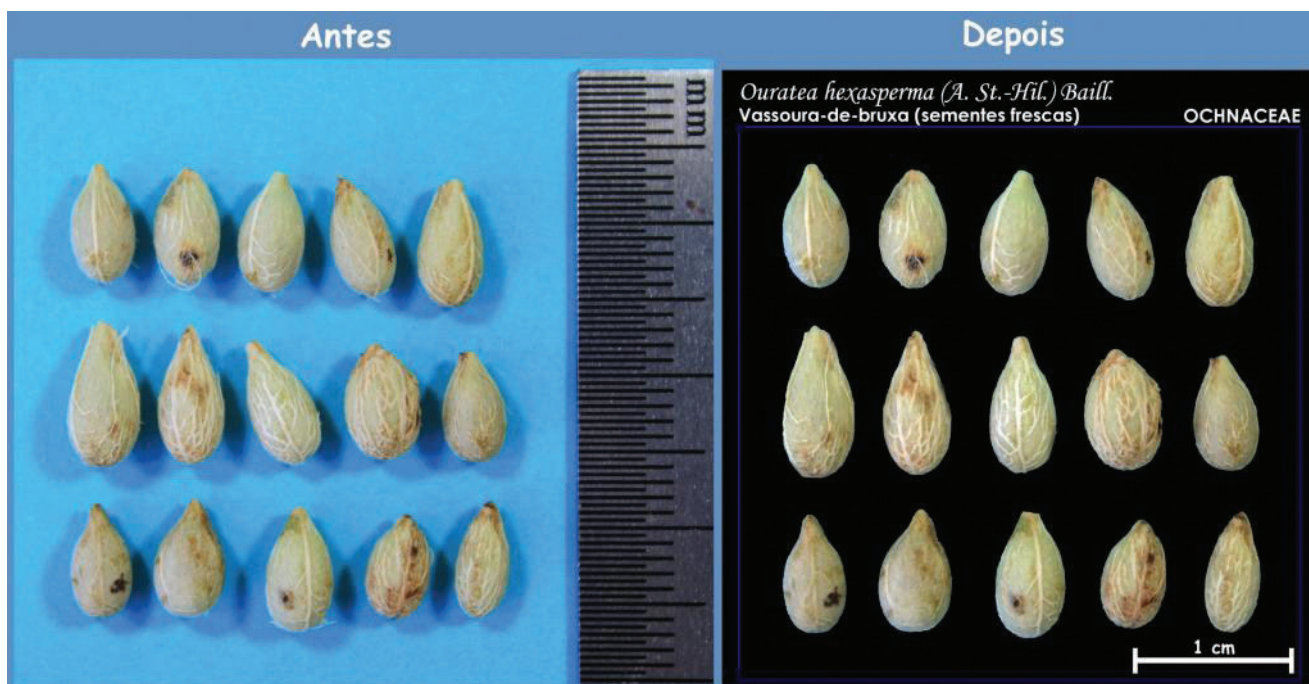 Antes
mm
Depois
Ouratea hexasperma (A. St.-Hil.) Baill.
Vassoura-de-bruxa (sementes frescas) OCHNACEAE
1 cm